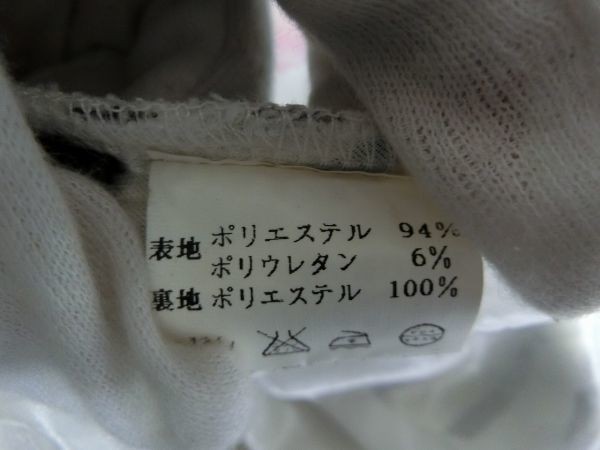 表地 ポリエステル 94%
ポリウレタン 6%
裏地 ポリエステル 100%